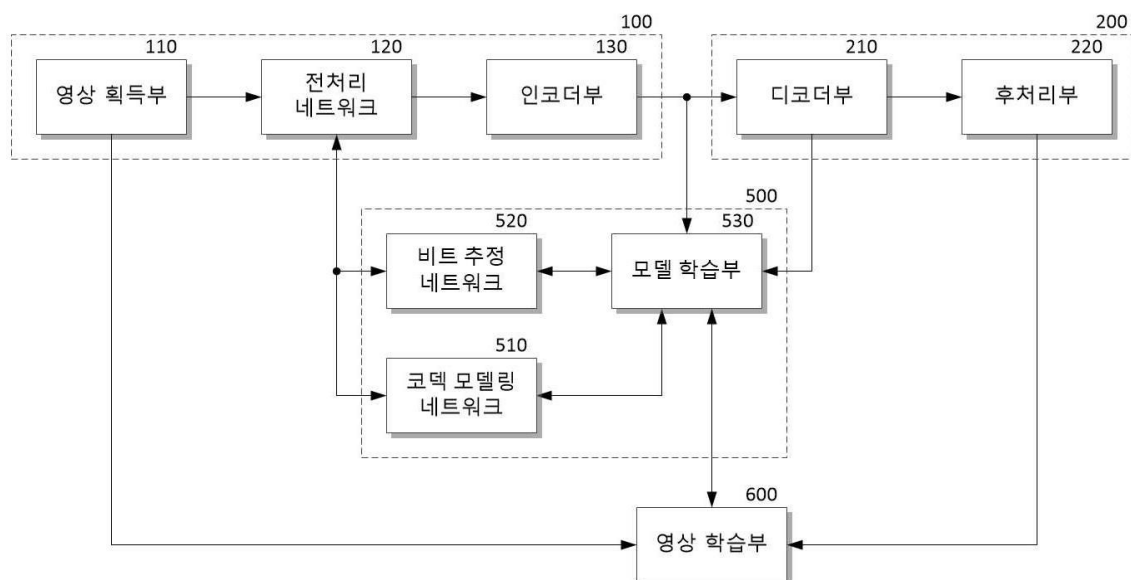 100
200
110
120
130
210
220
영상 획득부
전처리
네트워크
인코더부
디코더부
후처리부
500
520
530
비트 추정
네트워크
모델 학습부
510
코덱 모델링
네트워크
600
영상 학습부